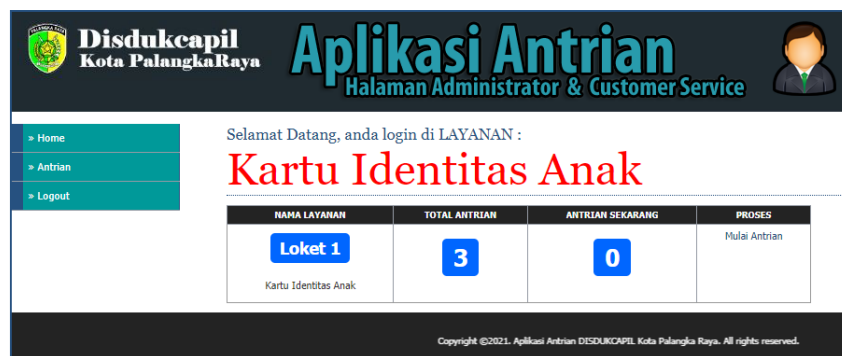 Disdukcapil
Kota PalangkaRaya
Aplikasi Antrian
Halaman Administrator & Customer Service
» Home
» Antrian
» Logout
Selamat Datang, anda login di LAYANAN :
Kartu Identitas Anak
NAMA LAYANAN TOTAL ANTRIAN ANTRIAN SEKARANG PROSES
Loket 1 3 0 Mulai Antrian
Kartu Identitas Anak
Copyright ©2021. Aplikasi Antrian DISDUKCAPIL Kota Palangka Raya. All rights reserved.